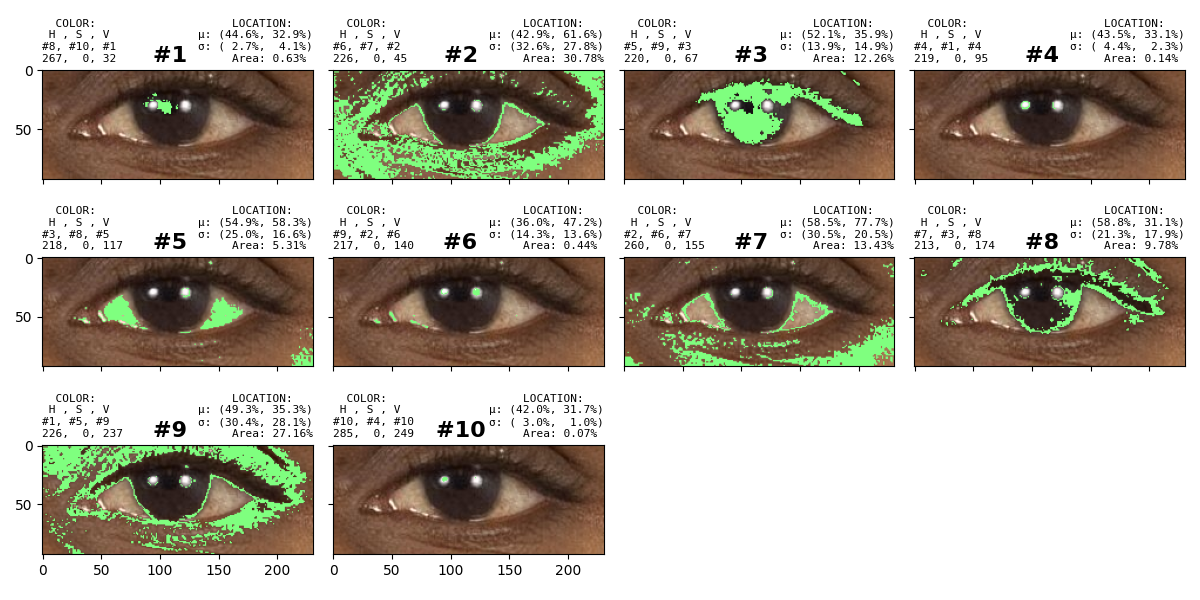 COLOR: LOCATION:
H , S , V μ: (44.6%, 32.9%)
#8, #10, #1 σ: ( 2.7%,  4.1%)
267,  0, 32 #1 Area: 0.63%
COLOR: LOCATION:
H , S , V μ: (42.9%, 61.6%)
#6, #7, #2 σ: (32.6%, 27.8%)
226,  0, 45 #2 Area: 30.78%
COLOR: LOCATION:
H , S , V μ: (52.1%, 35.9%)
#5, #9, #3 σ: (13.9%, 14.9%)
220,  0, 67 #3 Area: 12.26%
COLOR: LOCATION:
H , S , V μ: (43.5%, 33.1%)
#4, #1, #4 σ: ( 4.4%,  2.3%)
219,  0, 95 #4 Area: 0.14%
0
50
COLOR: LOCATION:
H , S , V μ: (54.9%, 58.3%)
#3, #8, #5 σ: (25.0%, 16.6%)
218,  0, 117 #5 Area: 5.31%
COLOR: LOCATION:
H , S , V μ: (36.0%, 47.2%)
#9, #2, #6 σ: (14.3%, 13.6%)
217,  0, 140 #6 Area: 0.44%
COLOR: LOCATION:
H , S , V μ: (58.5%, 77.7%)
#2, #6, #7 σ: (30.5%, 20.5%)
260,  0, 155 #7 Area: 13.43%
COLOR: LOCATION:
H , S , V μ: (58.8%, 31.1%)
#7, #3, #8 σ: (21.3%, 17.9%)
213,  0, 174 #8 Area: 9.78%
0
50
COLOR: LOCATION:
H , S , V μ: (49.3%, 35.3%)
#1, #5, #9 σ: (30.4%, 28.1%)
226,  0, 237 #9 Area: 27.16%
COLOR: LOCATION:
H , S , V μ: (42.0%, 31.7%)
#10, #4, #10 σ: ( 3.0%,  1.0%)
285,  0, 249 #10 Area: 0.07%
0
50
0 50 100 150 200
0 50 100 150 200